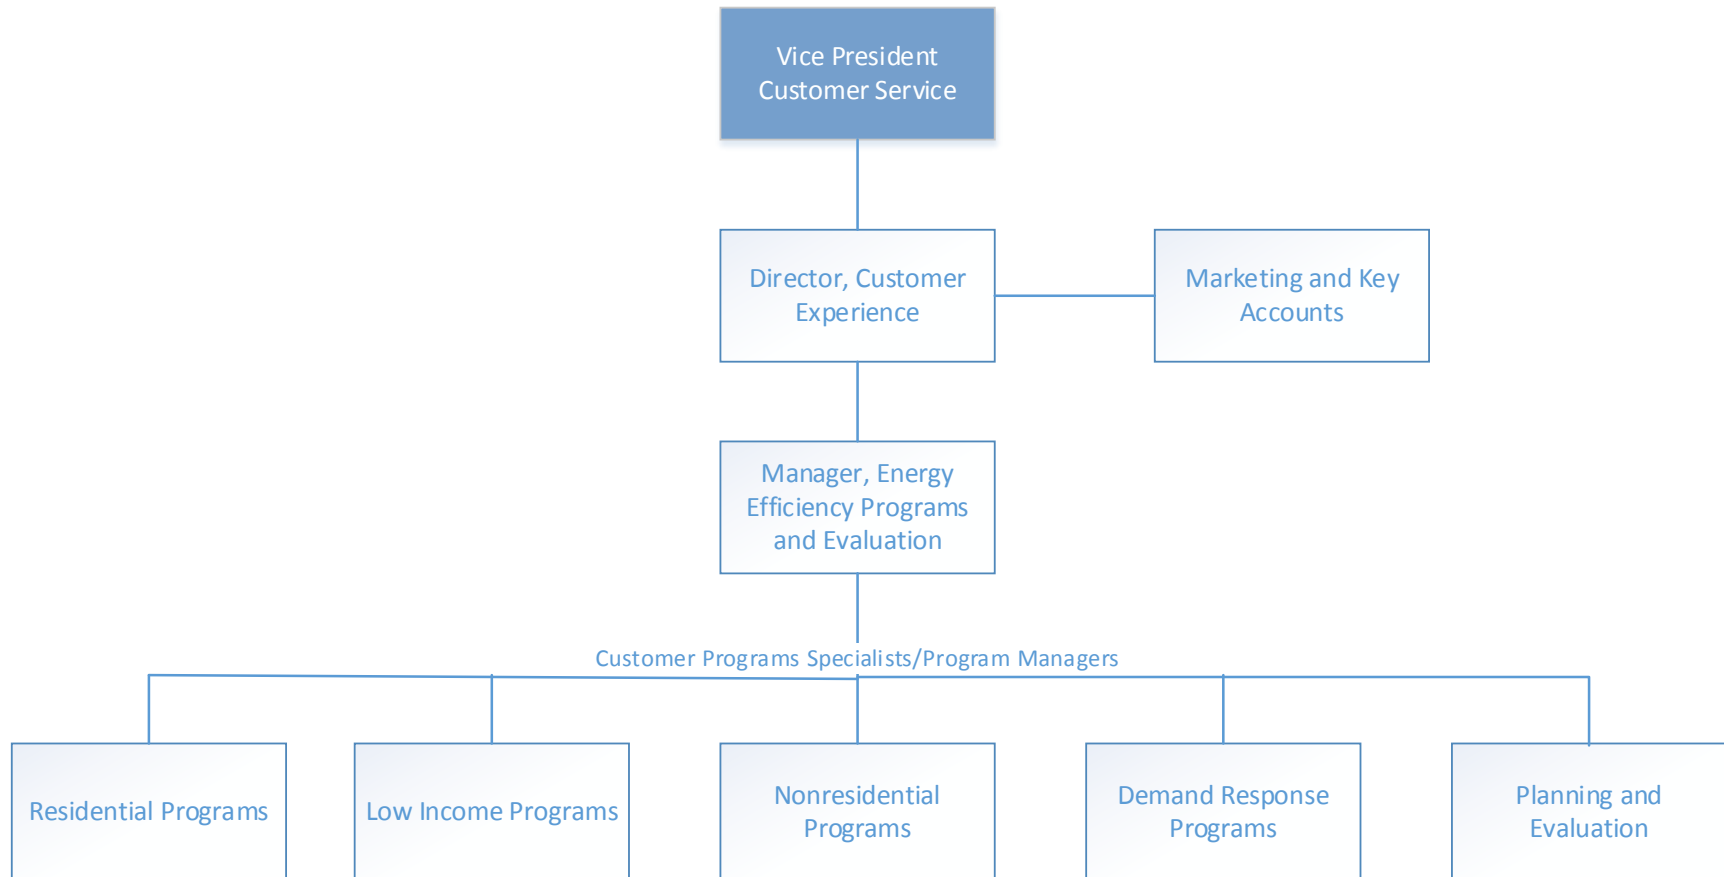 Vice President
Customer Service
Director, Customer
Experience
Marketing and Key
Accounts
Manager, Energy
Efficiency Programs
and Evaluation
Customer Programs Specialists/Program Managers
Residential Programs
Low Income Programs
Nonresidential
Programs
Demand Response
Programs
Planning and
Evaluation